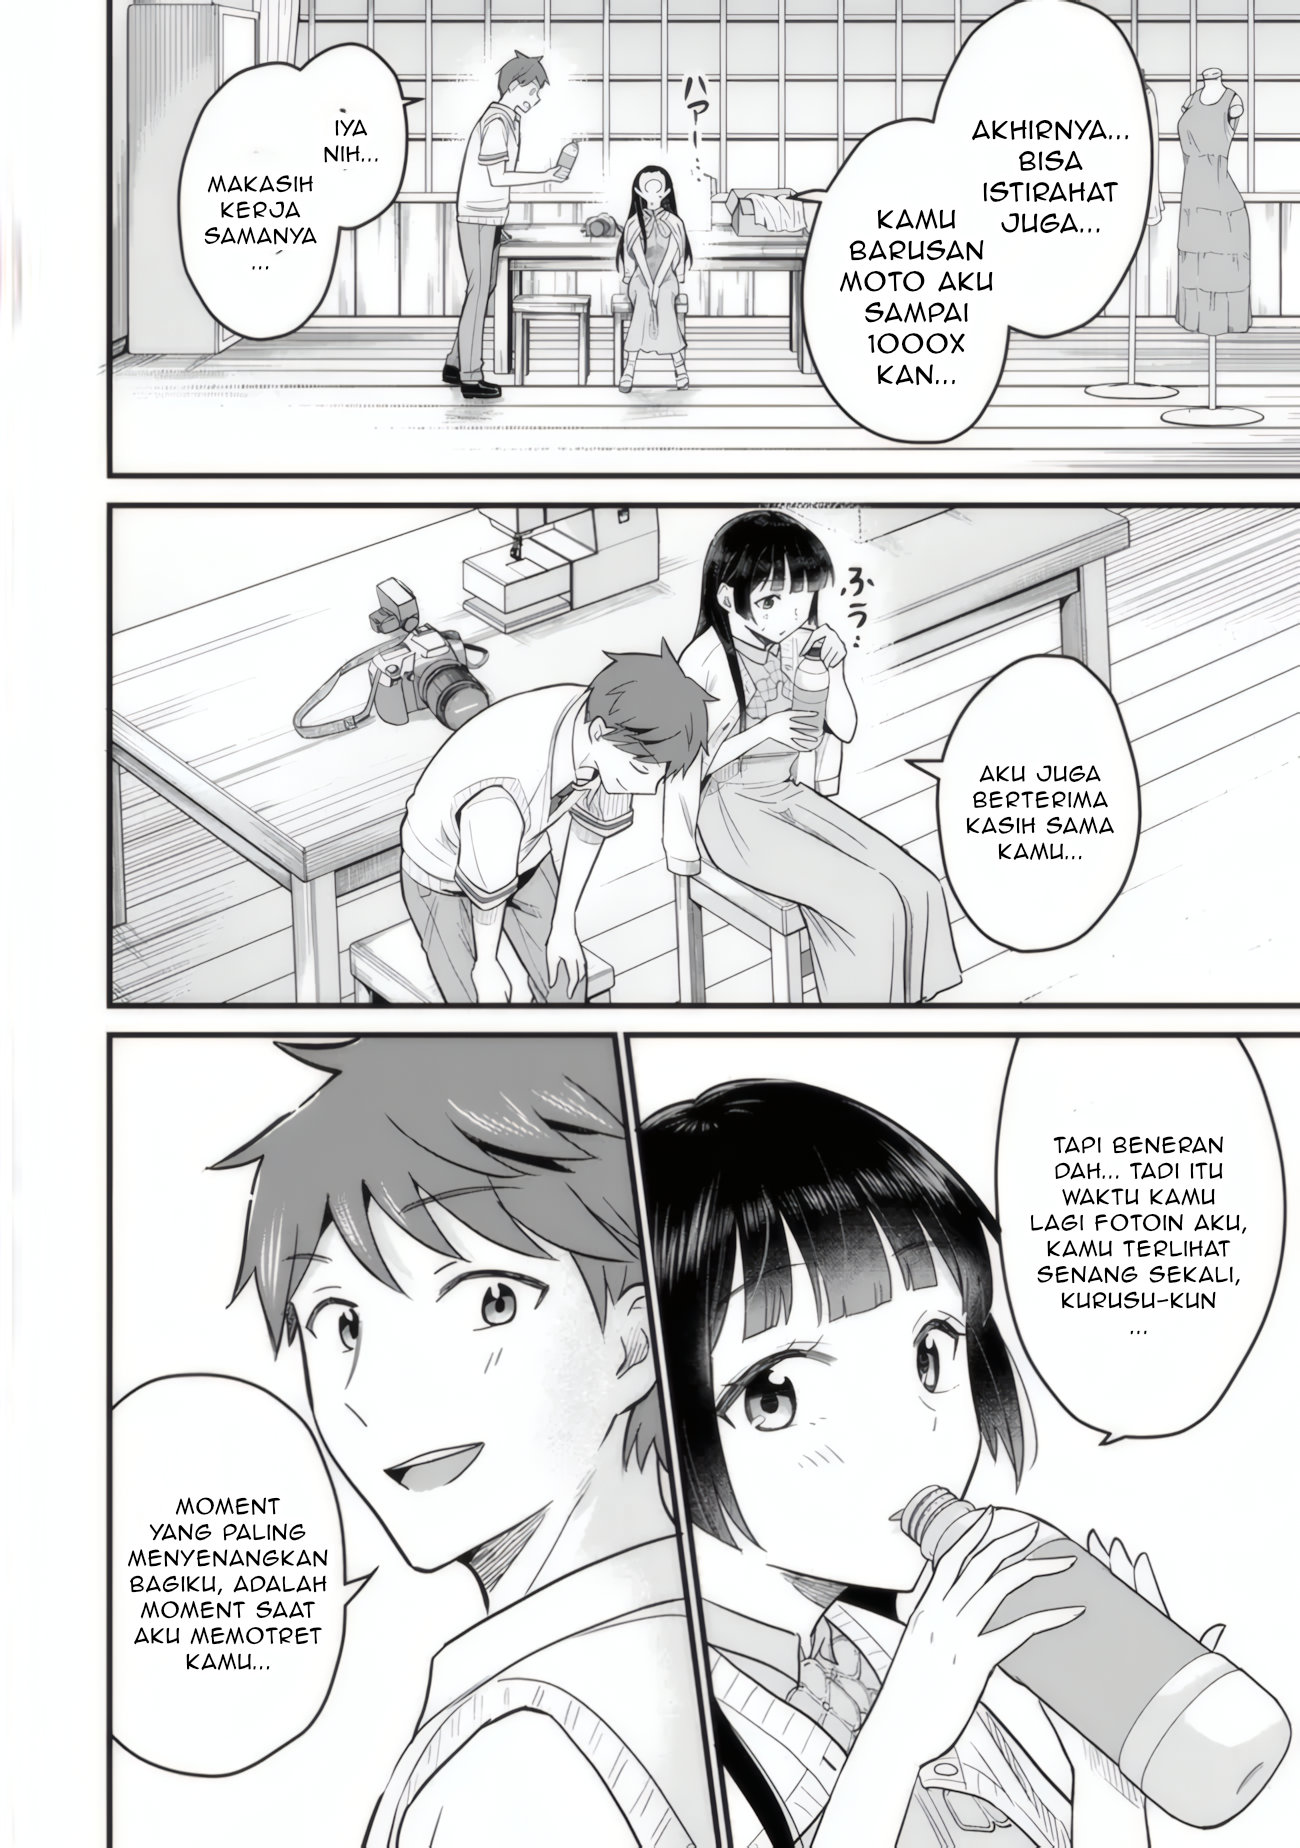 AKHIRNYA...
BISA
ISTIRAHAT
JUGA...
KAMU
BARUSAN
MOTO AKU
SAMPAI
1000X
KAN...
ハァー...
IYA
NIH...
MAKASIH
KERJA
SAMANYA
...
ふぅ...
AKU JUGA
BERTERIMA
KASIH SAMA
KAMU...
TAPI BENERAN
DAH... TADI ITU
WAKTU KAMU
LAGI FOTOIN AKU,
KAMU TERLIHAT
SENANG SEKALI,
KURUSU-KUN
...
MOMENT
YANG PALING
MENYENANGKAN
BAGIKU, ADALAH
MOMENT SAAT
AKU MEMOTRET
KAMU...